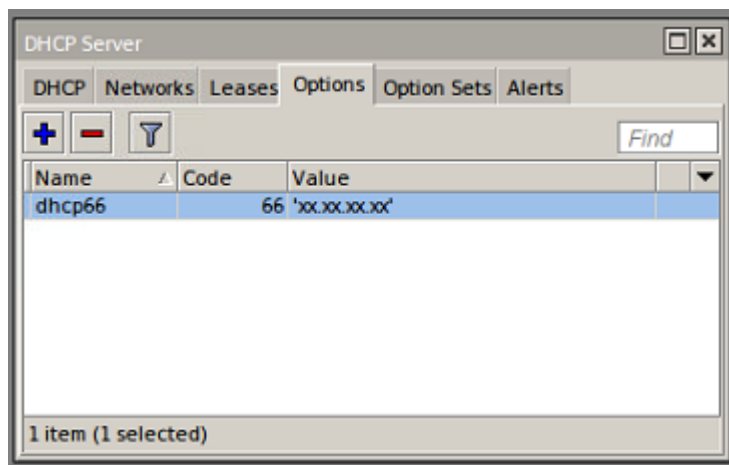 DHCP Server
DHCP Networks Leases Options Option Sets Alerts
Find
Name Code Value
dhcp66 66 'xx.xx.xx.xx'
1 item (1 selected)